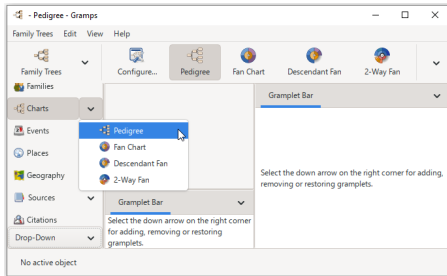 - Pedigree - Gramps
Family Trees Edit View Help
Family Trees
Configure...
Pedigree
Fan Chart
Descendant Fan
2-Way Fan
Families
Charts
Events
Places
Geography
Sources
Citations
Drop-Down
Pedigree
Fan Chart
Descendant Fan
2-Way Fan
Gramplet Bar
Select the down arrow on the right corner
for adding, removing or restoring
gramplets.
Gramplet Bar
Select the down arrow on the right corner for adding,
removing or restoring gramplets.
No active object